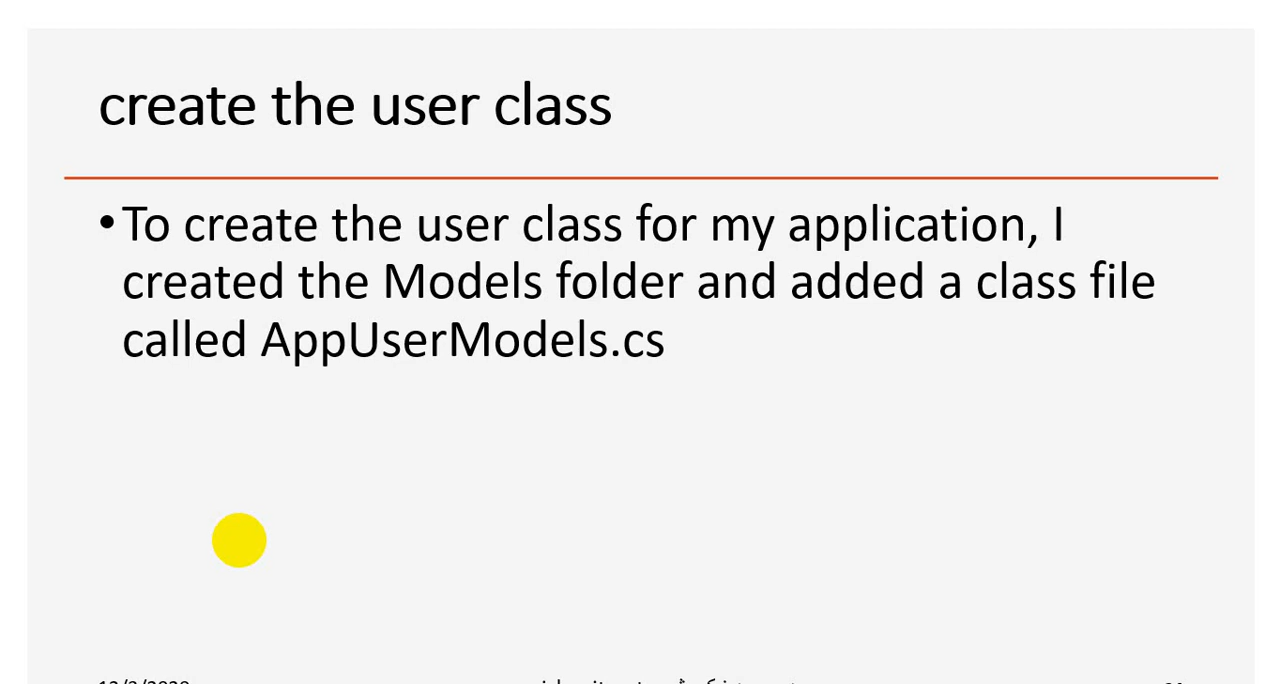 create the user class
• To create the user class for my application, I
created the Models folder and added a class file
called AppUserModels.cs